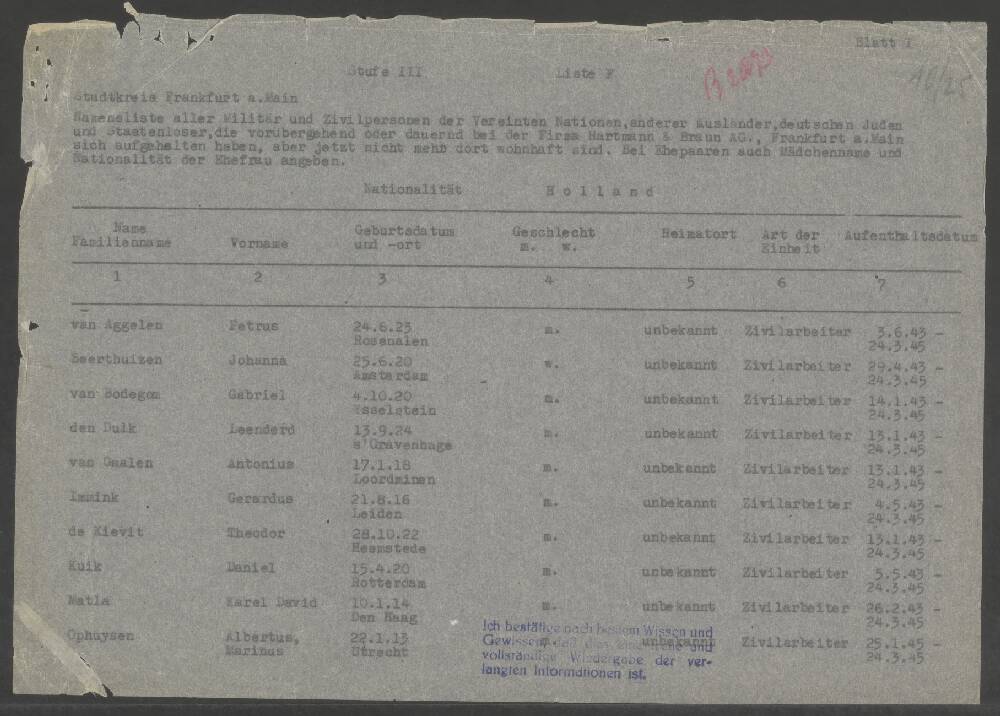 Blatt 1
Stufe III Liste F
16/25
Stadtkreis Frankfurt a.Main
Namensliste aller Militär und Zivilpersonen der Vereinten Nationen,anderer Ausländer,deutschen Juden
und Staatenloser,die vorübergehend oder dauernd bei der Firma Hartmann & Braun AG., Frankfurt a.Main
sich aufgehalten haben, aber jetzt nicht mehh dort wohnhaft sind. Bei Ehepaaren auch Mädchenname und
Nationalität der Ehefrau angeben.
Nationalität H o l l a n d
Name Geburtsdatum Geschlecht Heimatort Art der Aufenthaltsdatum
Familienname Vorname und -ort m. w. Einheit
1 2 3 4 5 6 7
van Aggelen Petrus 24.6.23 m. unbekannt Zivilarbeiter 3.6.43 -
Rosanalen 24.3.45
Beerthuizen Johanna 25.6.20 w. unbekannt Zivilarbeiter 29.4.43 -
Amsterdam 24.3.45
van Bodegom Gabriel 4.10.20 m. unbekannt Zivilarbeiter 14.1.43 -
Ysselstein 24.3.45
den Dulk Leenderd 13.9.24 m. unbekannt Zivilarbeiter 13.1.43 -
s'Gravenhage 24.3.45
van Gaalen Antonius 17.1.18 m. unbekannt Zivilarbeiter 13.1.43 -
Loordminen 24.3.45
Immink Gerardus 21.8.16 m. unbekannt Zivilarbeiter 4.5.43 -
Leiden 24.3.45
de Kievit Theodor 28.10.22 m. unbekannt Zivilarbeiter 13.1.43 -
Heemstede 24.3.45
Kuik Daniel 15.4.20 m. unbekannt Zivilarbeiter 5.5.43 -
Rotterdam 24.3.45
Matla Karel David 10.1.14 m. unbekannt Zivilarbeiter 26.2.43 -
Den Haag 24.3.45
Ophuysen Albertus, 22.1.13 m. unbekannt Zivilarbeiter 25.1.45 -
Marinus Utrecht 24.3.45
Ich bestätige nach bestem Wissen und
Gewissen, daß dies eine und
vollständige Wiedergabe der ver-
langten Informationen ist.